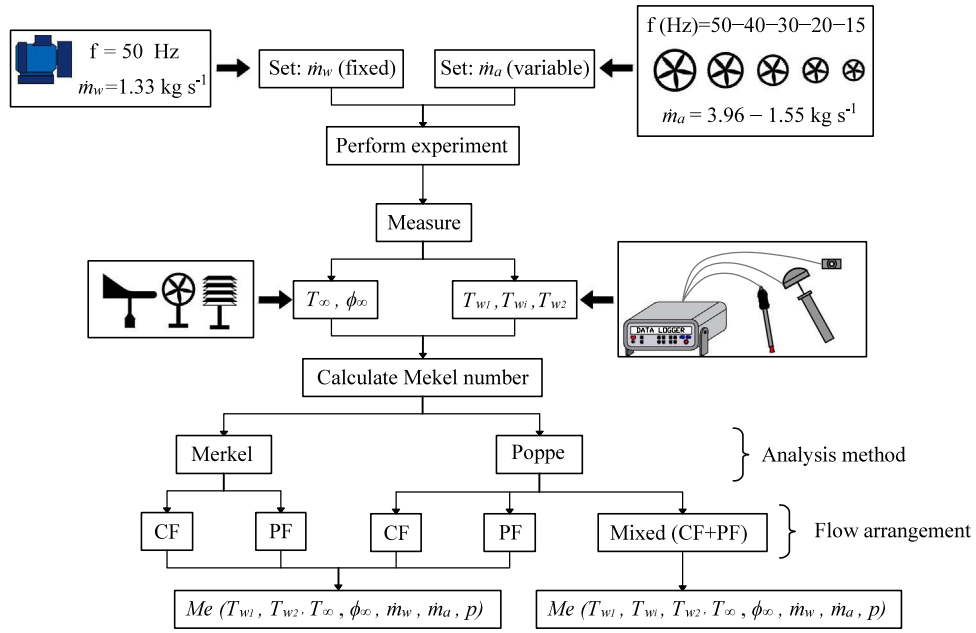 f = 50 Hz
ṁw=1.33 kg s-1
Set: ṁw (fixed)
Set: ṁa (variable)
f (Hz)=50−40−30−20−15
ṁa = 3.96 − 1.55 kg s-1
Perform experiment
Measure
T∞ , ϕ∞
Tw1 , Twi , Tw2
DATA LOGGER
Calculate Mekel number
Merkel
Poppe
Analysis method
CF
PF
CF
PF
Mixed (CF+PF)
Flow arrangement
Me (Tw1 , Tw2 , T∞ , ϕ∞ , ṁw , ṁa , p)
Me (Tw1 , Twi , Tw2 , T∞ , ϕ∞ , ṁw , ṁa , p)